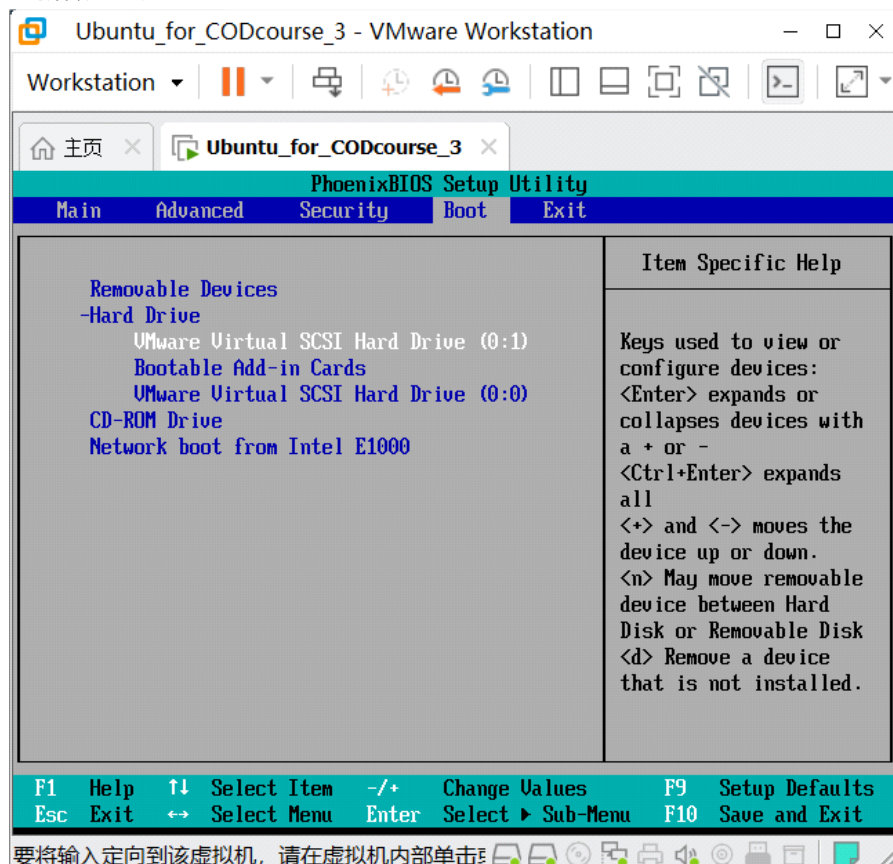 Ubuntu_for_CODcourse_3 - VMware Workstation
Workstation
主页
Ubuntu_for_CODcourse_3
PhoenixBIOS Setup Utility
Main Advanced Security Boot Exit
Removable Devices
-Hard Drive
VMware Virtual SCSI Hard Drive (0:1)
Bootable Add-in Cards
VMware Virtual SCSI Hard Drive (0:0)
CD-ROM Drive
Network boot from Intel E1000
Item Specific Help
Keys used to view or
configure devices:
<Enter> expands or
collapses devices with
a + or -
<Ctrl+Enter> expands
all
<+> and <-> moves the
device up or down.
<n> May move removable
device between Hard
Disk or Removable Disk
<d> Remove a device
that is not installed.
F1 Help ↑↓ Select Item -/+ Change Values F9 Setup Defaults
Esc Exit ↔ Select Menu Enter Select ▶ Sub-Menu F10 Save and Exit
要将输入定向到该虚拟机，请在虚拟机内部单击